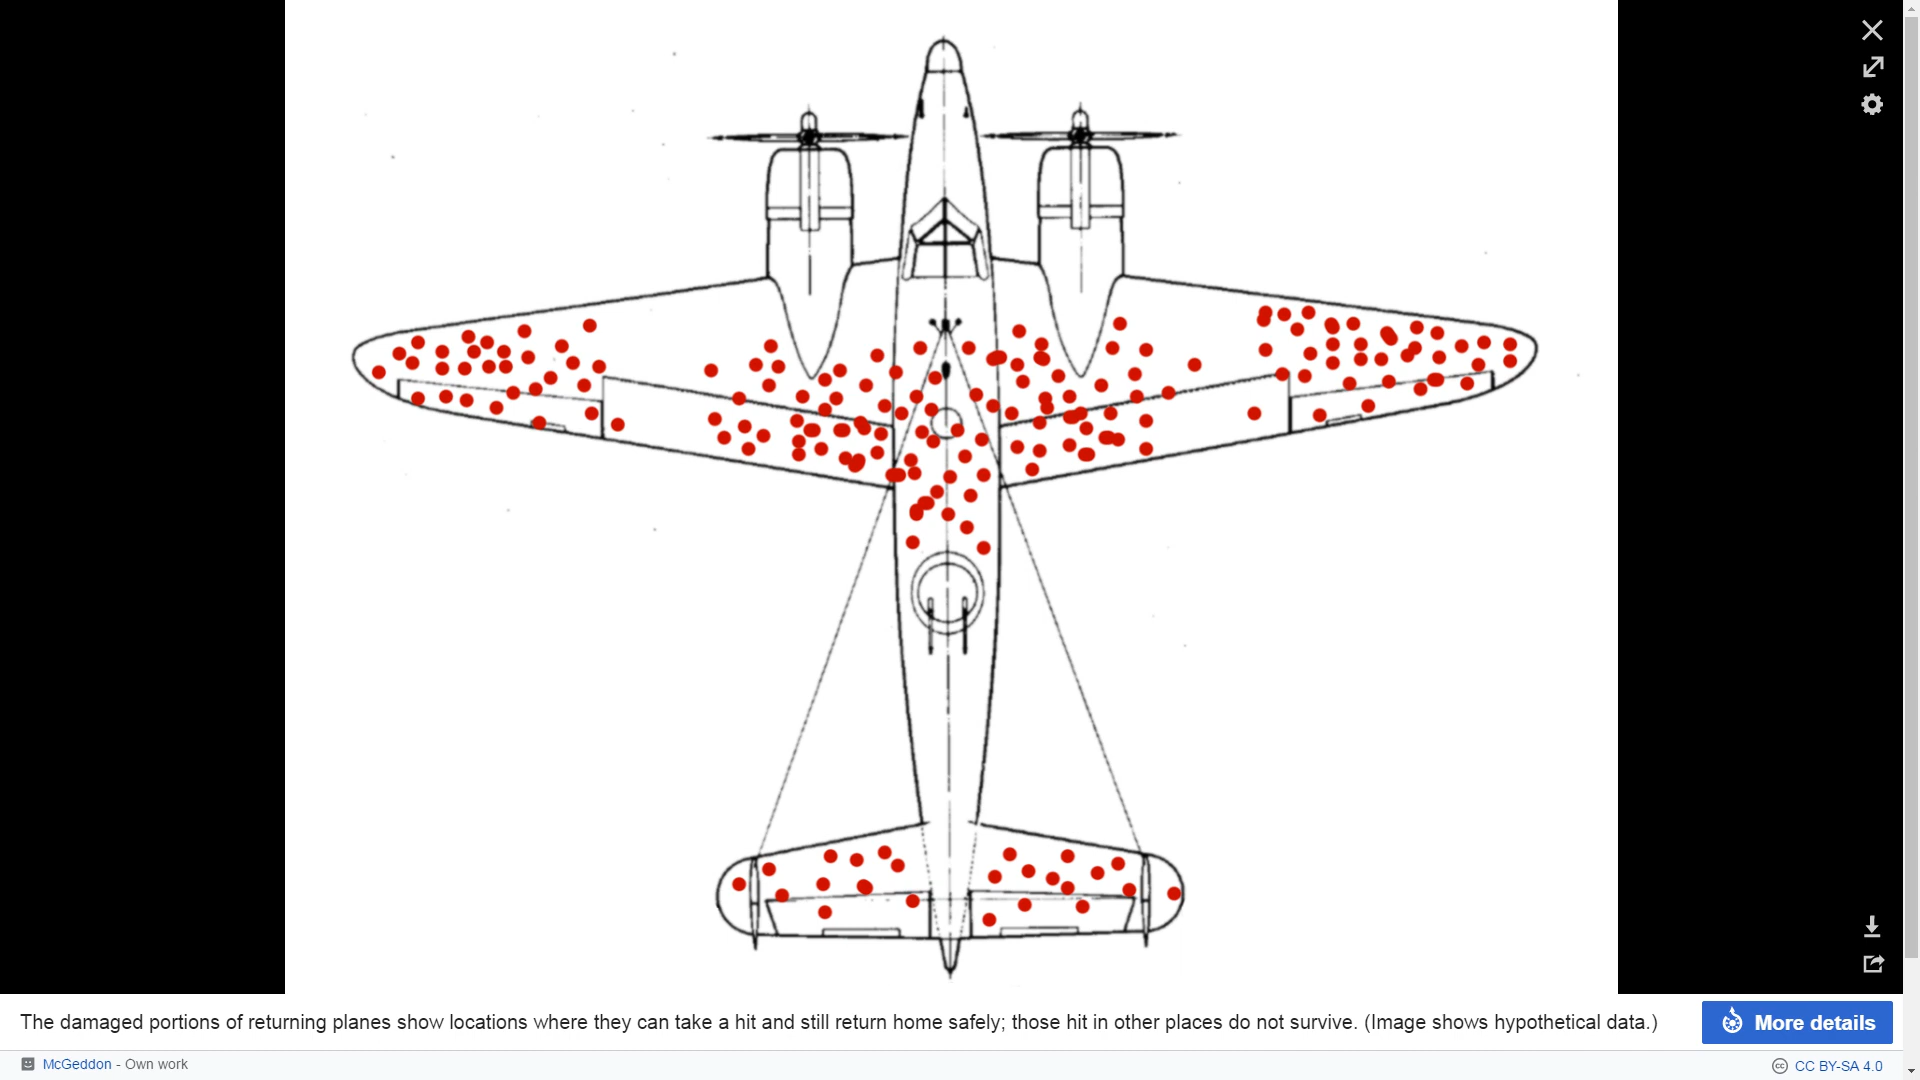 The damaged portions of returning planes show locations where they can take a hit and still return home safely; those hit in other places do not survive. (Image shows hypothetical data.)
More details
McGeddon - Own work
CC BY-SA 4.0